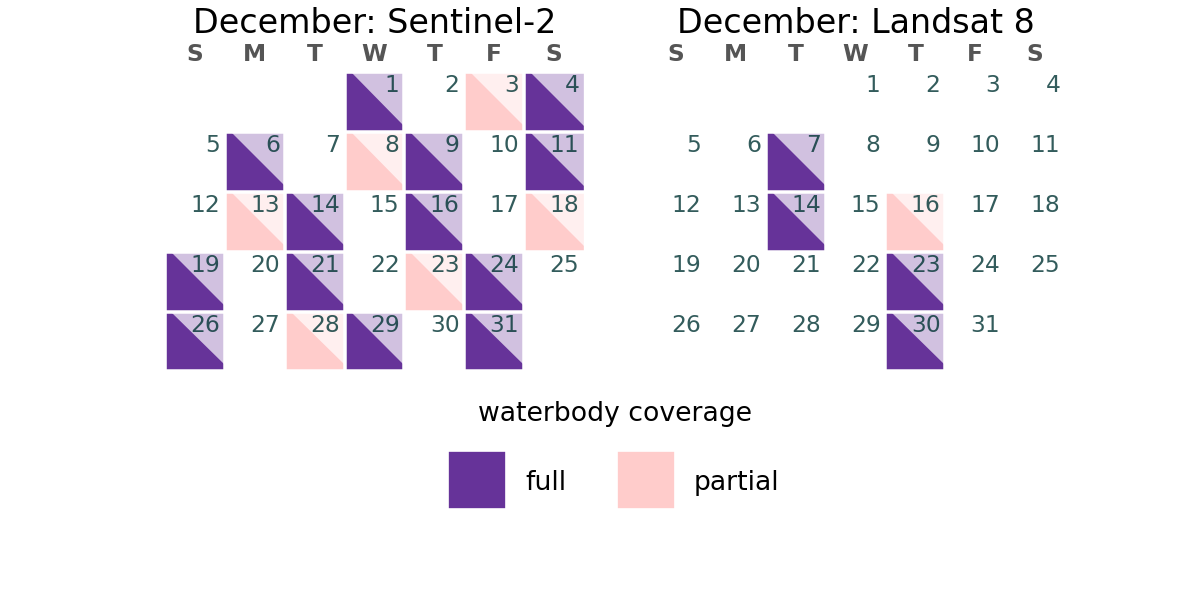 December: Sentinel-2
S M T W T F S
1 2 3 4
5 6 7 8 9 10 11
12 13 14 15 16 17 18
19 20 21 22 23 24 25
26 27 28 29 30 31
December: Landsat 8
S M T W T F S
1 2 3 4
5 6 7 8 9 10 11
12 13 14 15 16 17 18
19 20 21 22 23 24 25
26 27 28 29 30 31
waterbody coverage
full partial